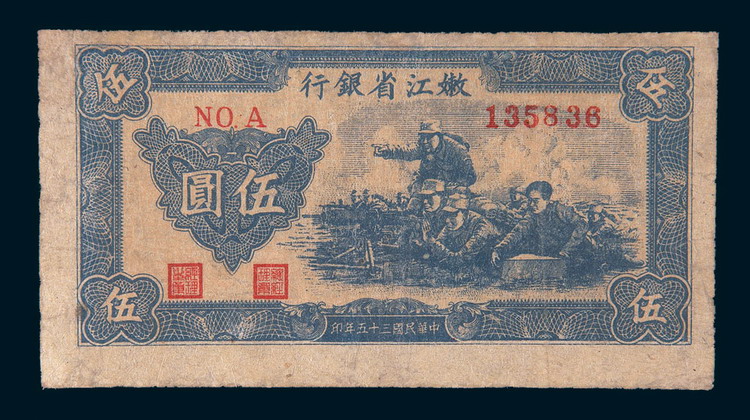 伍 伍
嫩江省銀行
NO A 135836
伍圓
伍 伍
中華民國三十五年印